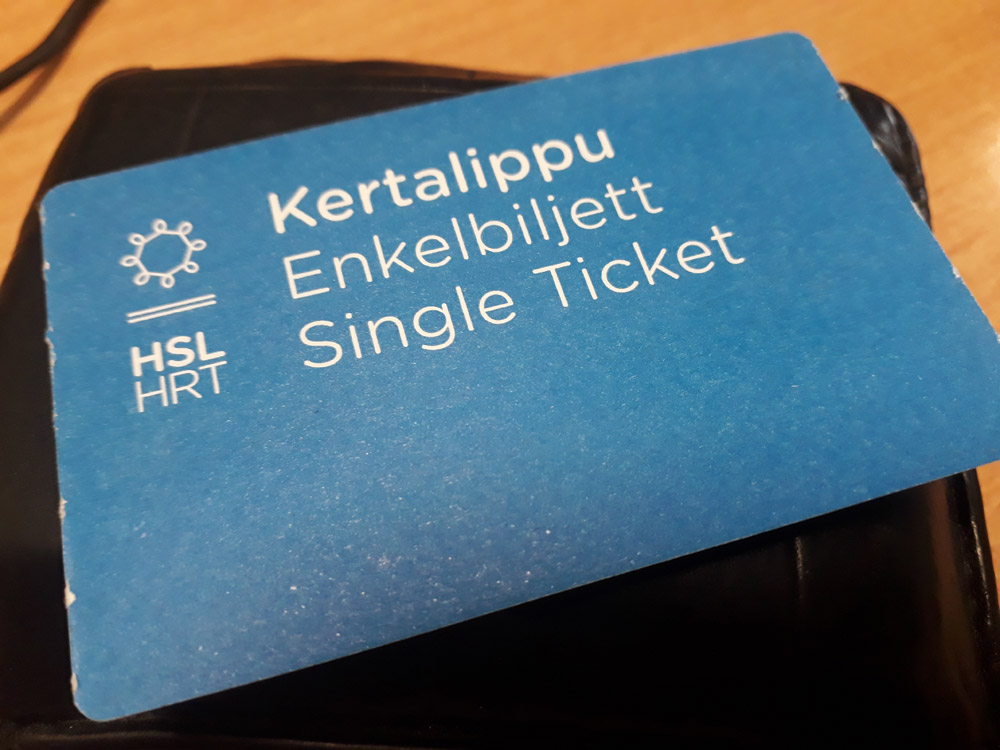 Kertalippu
Enkelbiljett
Single Ticket
HSL
HRT